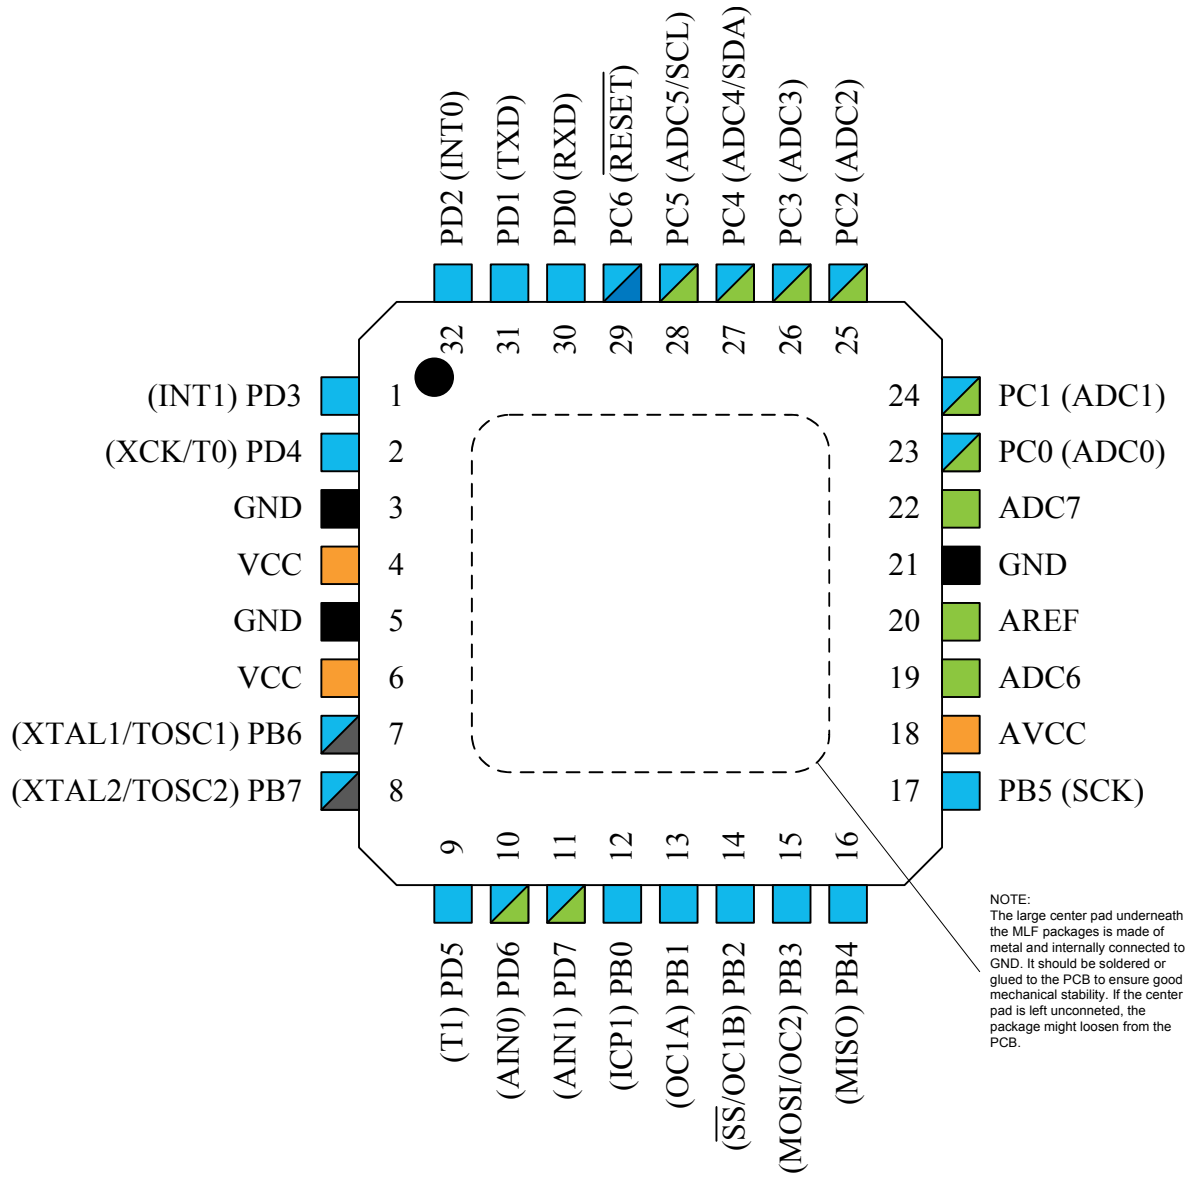 PD2 (INT0)
PD1 (TXD)
PD0 (RXD)
PC6 (RESET)
PC5 (ADC5/SCL)
PC4 (ADC4/SDA)
PC3 (ADC3)
PC2 (ADC2)
32
31
30
29
28
27
26
25
(INT1) PD3
1
(XCK/T0) PD4
2
GND
3
VCC
4
GND
5
VCC
6
(XTAL1/TOSC1) PB6
7
(XTAL2/TOSC2) PB7
8
24
PC1 (ADC1)
23
PC0 (ADC0)
22
ADC7
21
GND
20
AREF
19
ADC6
18
AVCC
17
PB5 (SCK)
9
10
11
12
13
14
15
16
(T1) PD5
(AIN0) PD6
(AIN1) PD7
(ICP1) PB0
(OC1A) PB1
(SS/OC1B) PB2
(MOSI/OC2) PB3
(MISO) PB4
NOTE:
The large center pad underneath
the MLF packages is made of
metal and internally connected to
GND. It should be soldered or
glued to the PCB to ensure good
mechanical stability. If the center
pad is left unconneted, the
package might loosen from the
PCB.